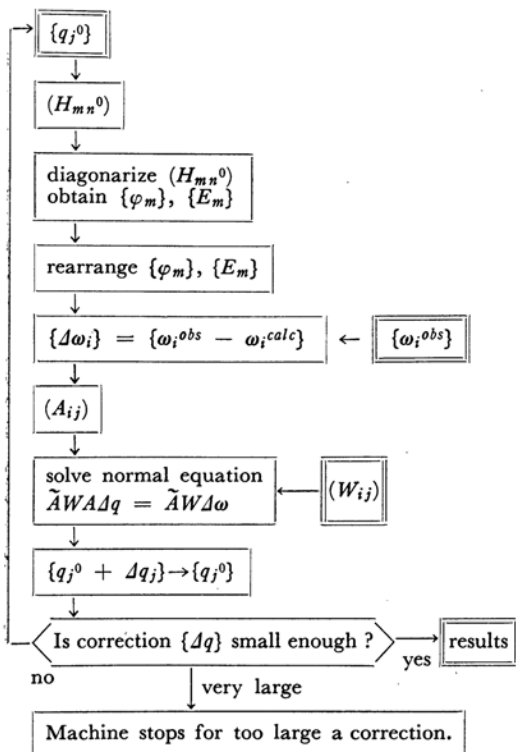 {q_j^0}
(H_mn^0)
diagonarize (H_mn^0)
obtain {φ_m}, {E_m}
rearrange {φ_m}, {E_m}
{Δω_i} = {ω_i^obs − ω_i^calc} ← {ω_i^obs}
(A_ij)
solve normal equation
ÃWAΔq = ÃWΔω
(W_ij)
{q_j^0 + Δq_j}→{q_j^0}
Is correction {Δq} small enough ?
results
no
yes
very large
Machine stops for too large a correction.